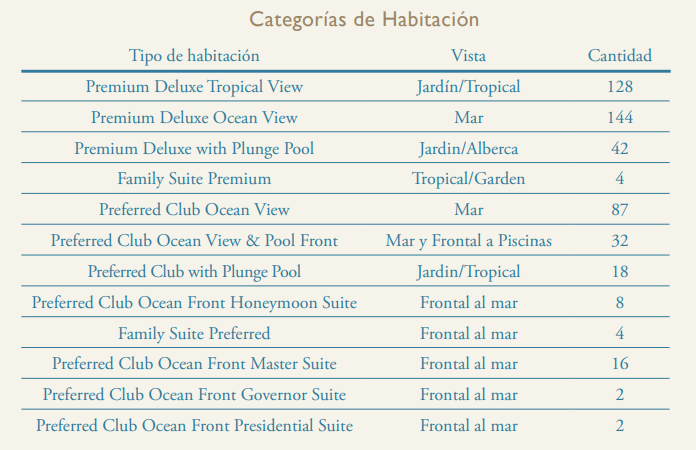 Categorías de Habitación
Tipo de habitación Vista Cantidad
Premium Deluxe Tropical View Jardín/Tropical 128
Premium Deluxe Ocean View Mar 144
Premium Deluxe with Plunge Pool Jardin/Alberca 42
Family Suite Premium Tropical/Garden 4
Preferred Club Ocean View Mar 87
Preferred Club Ocean View & Pool Front Mar y Frontal a Piscinas 32
Preferred Club with Plunge Pool Jardin/Tropical 18
Preferred Club Ocean Front Honeymoon Suite Frontal al mar 8
Family Suite Preferred Frontal al mar 4
Preferred Club Ocean Front Master Suite Frontal al mar 16
Preferred Club Ocean Front Governor Suite Frontal al mar 2
Preferred Club Ocean Front Presidential Suite Frontal al mar 2